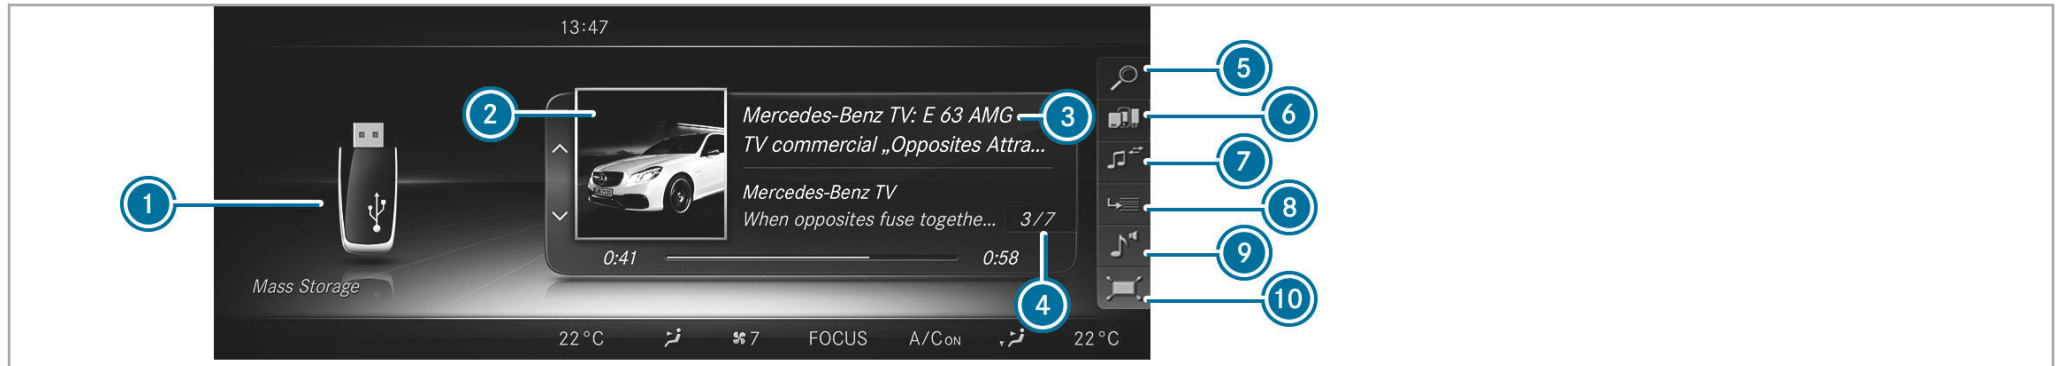 13:47
5
2
Mercedes-Benz TV: E 63 AMG
3
6
TV commercial „Opposites Attra...
7
Mercedes-Benz TV
1
8
When opposites fuse togethe...
3/7
9
0:41
0:58
Mass Storage
4
10
22°C
7
FOCUS
A/C ON
22°C